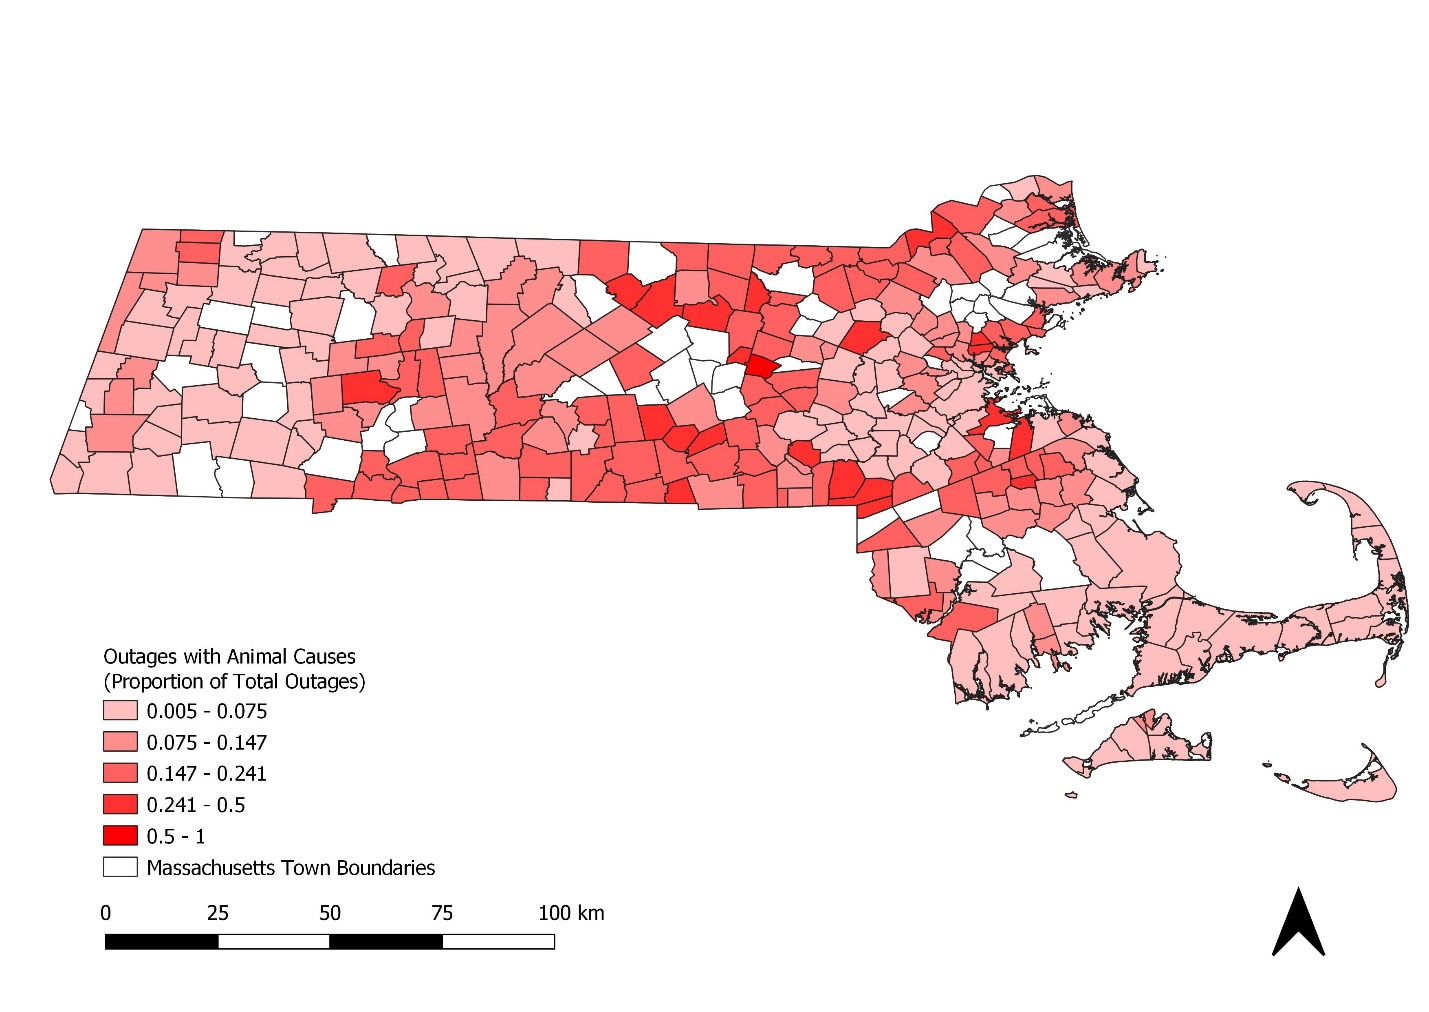 Outages with Animal Causes
(Proportion of Total Outages)
0.005 - 0.075
0.075 - 0.147
0.147 - 0.241
0.241 - 0.5
0.5 - 1
Massachusetts Town Boundaries
0 25 50 75 100 km